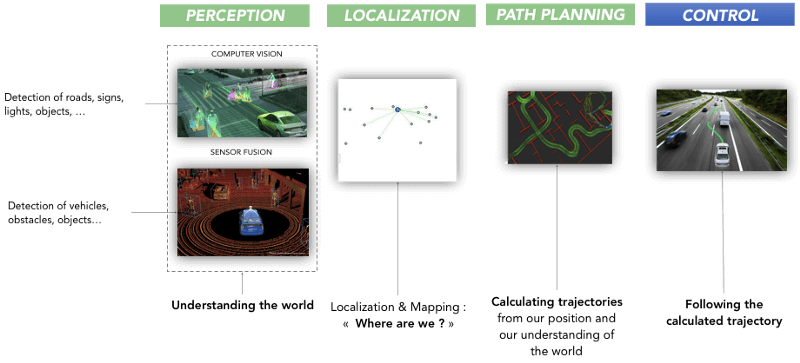 PERCEPTION
LOCALIZATION
PATH PLANNING
CONTROL
COMPUTER VISION
Detection of roads, signs,
lights, objects, …
SENSOR FUSION
Detection of vehicles,
obstacles, objects…
Understanding the world
Localization & Mapping :
« Where are we ? »
Calculating trajectories
from our position and
our understanding of
the world
Following the
calculated trajectory